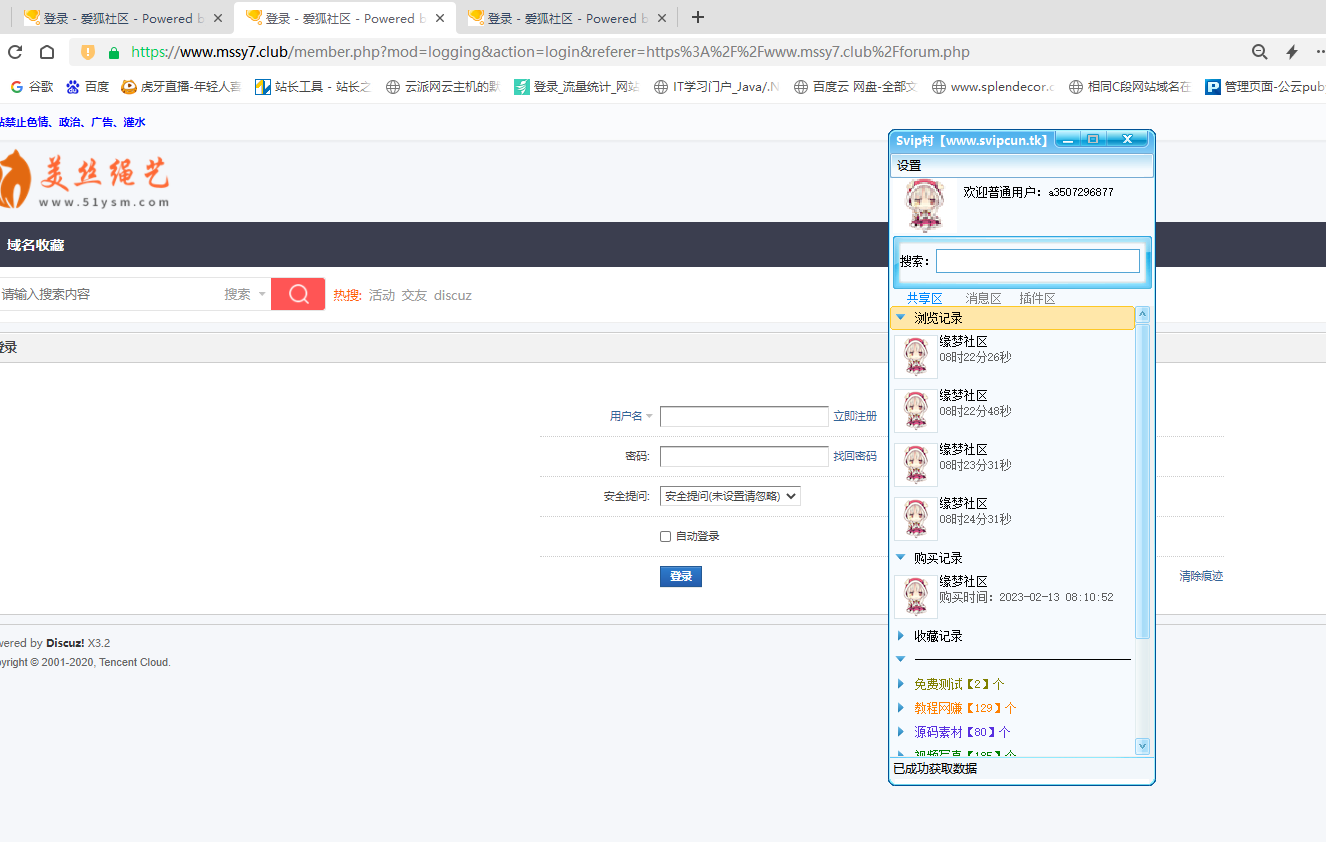 登录 - 爱狐社区 - Powered b
登录 - 爱狐社区 - Powered b
登录 - 爱狐社区 - Powered b
https://www.mssy7.club/member.php?mod=logging&action=login&referer=https%3A%2F%2Fwww.mssy7.club%2Fforum.php
谷歌 百度 虎牙直播-年轻人喜 站长工具 - 站长之 云派网云主机的默 登录_流量统计_网站 IT学习门户_Java/.N 百度云 网盘-全部文 www.splendecor.c 相同C段网站域名在 管理页面-公云pub
站禁止色情、政治、广告、灌水
美丝绳艺
www.51ysm.com
域名收藏
请输入搜索内容 搜索 热搜: 活动 交友 discuz
登录
用户名 立即注册
密码: 找回密码
安全提问: 安全提问(未设置请忽略)
自动登录
登录 清除痕迹
wered by Discuz! X3.2
pyright © 2001-2020, Tencent Cloud.
Svip村【www.svipcun.tk】
设置
欢迎普通用户：a3507296877
搜索：
共享区 消息区 插件区
浏览记录
缘梦社区
08时22分26秒
缘梦社区
08时22分48秒
缘梦社区
08时23分31秒
缘梦社区
08时24分31秒
购买记录
缘梦社区
购买时间：2023-02-13 08:10:52
收藏记录
免费测试【2】个
教程网赚【129】个
源码素材【80】个
视频写真【185】个
已成功获取数据